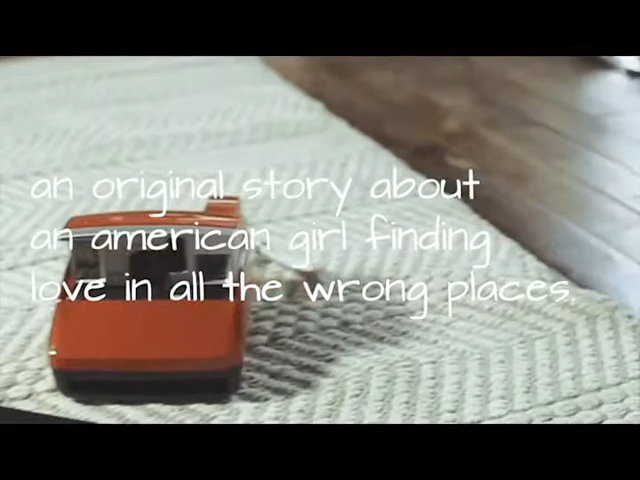 an original story about
an american girl finding
love in all the wrong places.